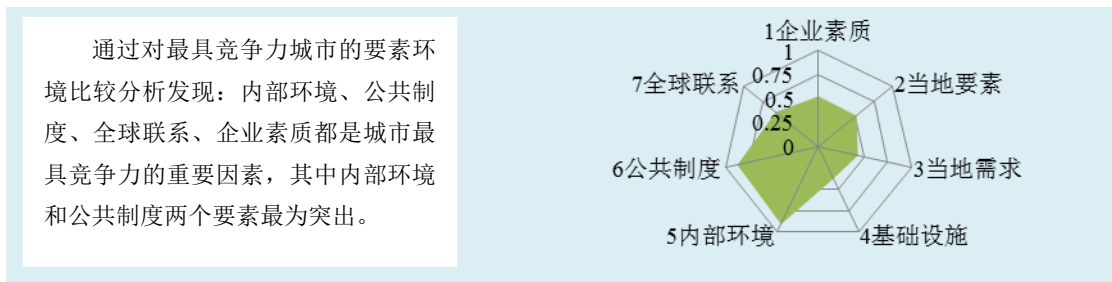 通过对最具竞争力城市的要素环
境比较分析发现：内部环境、公共制
度、全球联系、企业素质都是城市最
具竞争力的重要因素，其中内部环境
和公共制度两个要素最为突出。
1企业素质
1
0.75
0.5
0.25
0
2当地要素
3当地需求
4基础设施
5内部环境
6公共制度
7全球联系